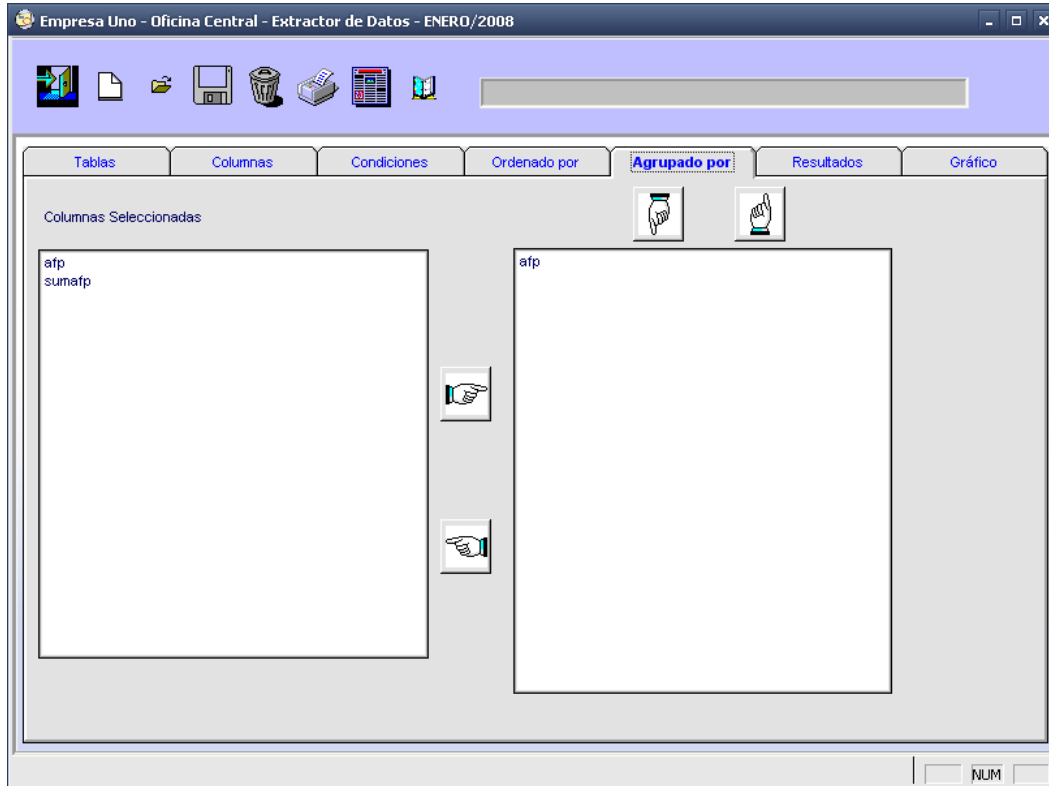 Empresa Uno - Oficina Central - Extractor de Datos - ENERO/2008
Tablas
Columnas
Condiciones
Ordenado por
Agrupado por
Resultados
Gráfico
Columnas Seleccionadas
afp
sumafp
afp
NUM